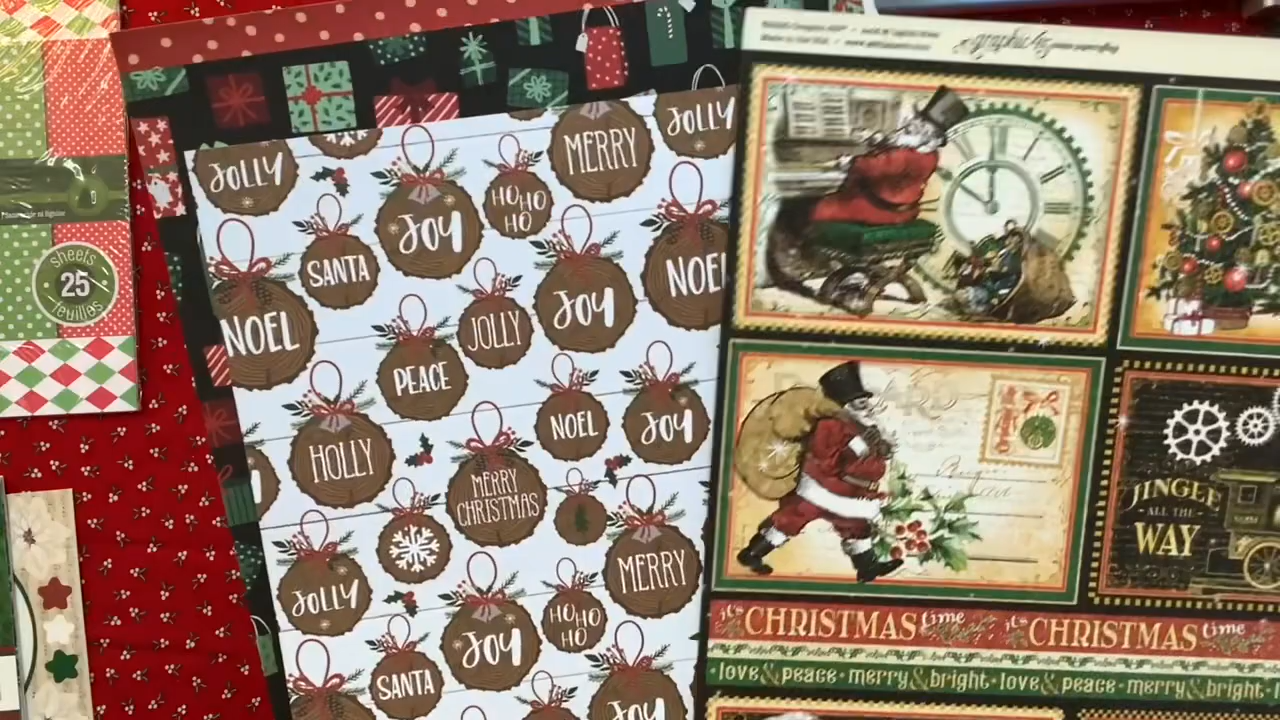 sheets
25
feuilles
JOLLY
MERRY
JOLLY
JOY
HO HO
HO
SANTA
NOEL
NOEL
JOY
JOLLY
PEACE
NOEL
JOY
HOLLY
MERRY
CHRISTMAS
MERRY
JOLLY
HO HO
HO
JOY
SANTA
JOY
graphic 45
JINGLE
- ALL THE -
WAY
it's CHRISTMAS time it's CHRISTMAS time
· love & peace · merry & bright · love & peace · merry & bright ·